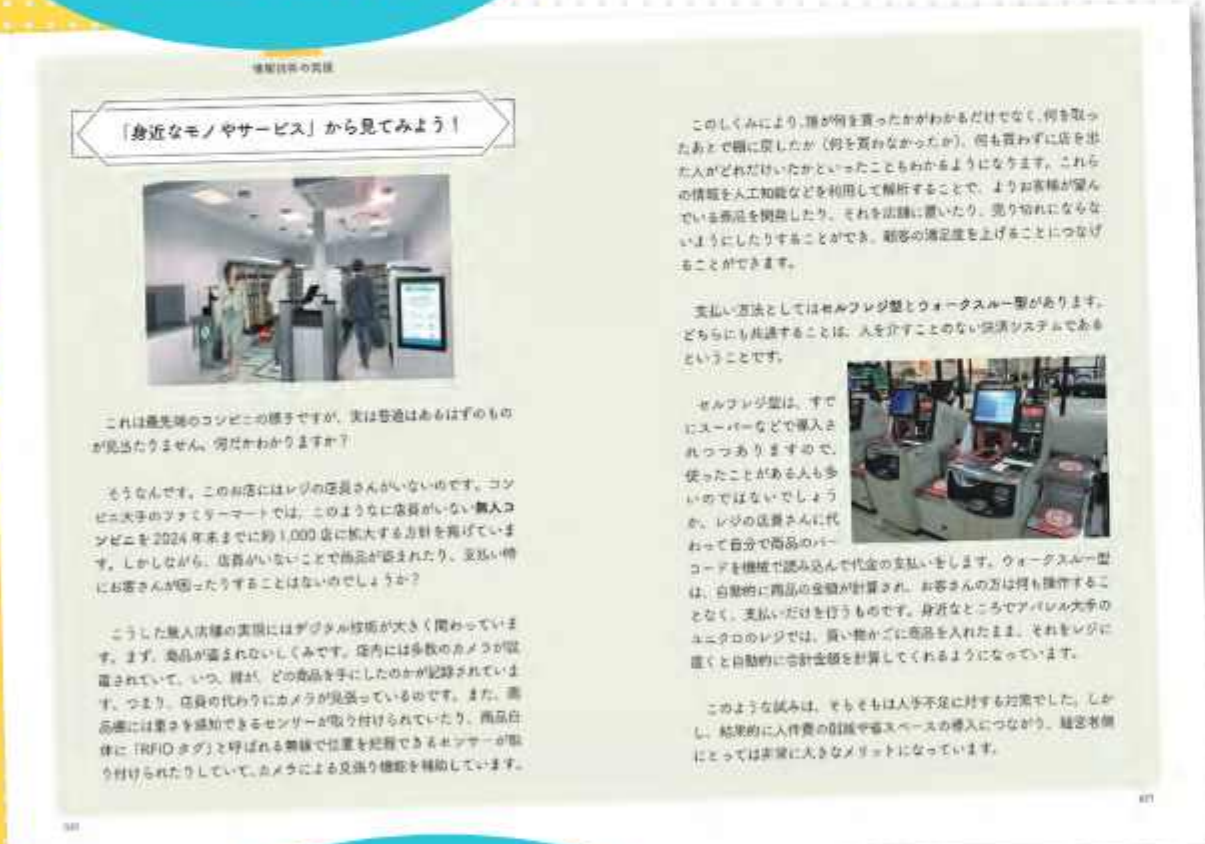 情報技術の実践
「身近なモノやサービス」から見てみよう!
これは最先端のコンビニの様子ですが、実は普通はあるはずのもの
が見当たりません。何だかわかりますか?
そうなんです。このお店にはレジの店員さんがいないのです。コン
ビニ大手のファミリーマートでは、このように店員がいない無人コ
ンビニを 2024 年末までに約 1,000 店に拡大する方針を掲げていま
す。しかしながら、店員がいないことで商品が盗まれたり、支払い時
にお客さんが困ったりすることはないのでしょうか?
こうした無人店舗の実現にはデジタル技術が大きく関わっていま
す。まず、商品が盗まれないしくみです。店内には多数のカメラが設
置されていて、いつ、誰が、どの商品を手にしたのかが記録されていま
す。つまり、店員の代わりにカメラが見張っているのです。また、商
品棚には重さを感知できるセンサーが取り付けられていたり、商品自
体に「RFID タグ」と呼ばれる無線で位置を把握できるセンサーが取
り付けられたりしていて、カメラによる見張り機能を補助しています。
このしくみにより、誰が何を買ったかがわかるだけでなく、何を取っ
たあとで棚に戻したか(何を買わなかったか)、何も買わずに店を出
た人がどれだけいたかといったこともわかるようになります。これら
の情報を人工知能などを利用して解析することで、よりお客様が望ん
でいる商品を開発したり、それを店舗に置いたり、売り切れにならな
いようにしたりすることができ、顧客の満足度を上げることにつなげ
ることができます。
支払い方法としてはセルフレジ型とウォークスルー型があります。
どちらにも共通することは、人を介すことのない決済システムである
ということです。
セルフレジ型は、すで
にスーパーなどで導入さ
れつつありますので、
使ったことがある人も多
いのではないでしょう
か。レジの店員さんに代
わって自分で商品のバー
コードを機械で読み込んで代金の支払いをします。ウォークスルー型
は、自動的に商品の金額が計算され、お客さんの方は何も操作するこ
となく、支払いだけを行うものです。身近なところでアパレル大手の
ユニクロのレジでは、買い物かごに商品を入れたまま、それをレジに
置くと自動的に合計金額を計算してくれるようになっています。
このような試みは、そもそもは人手不足に対する対策でした。しか
し、結果的に人件費の削減や省スペースの導入につながり、経営者側
にとっては非常に大きなメリットになっています。